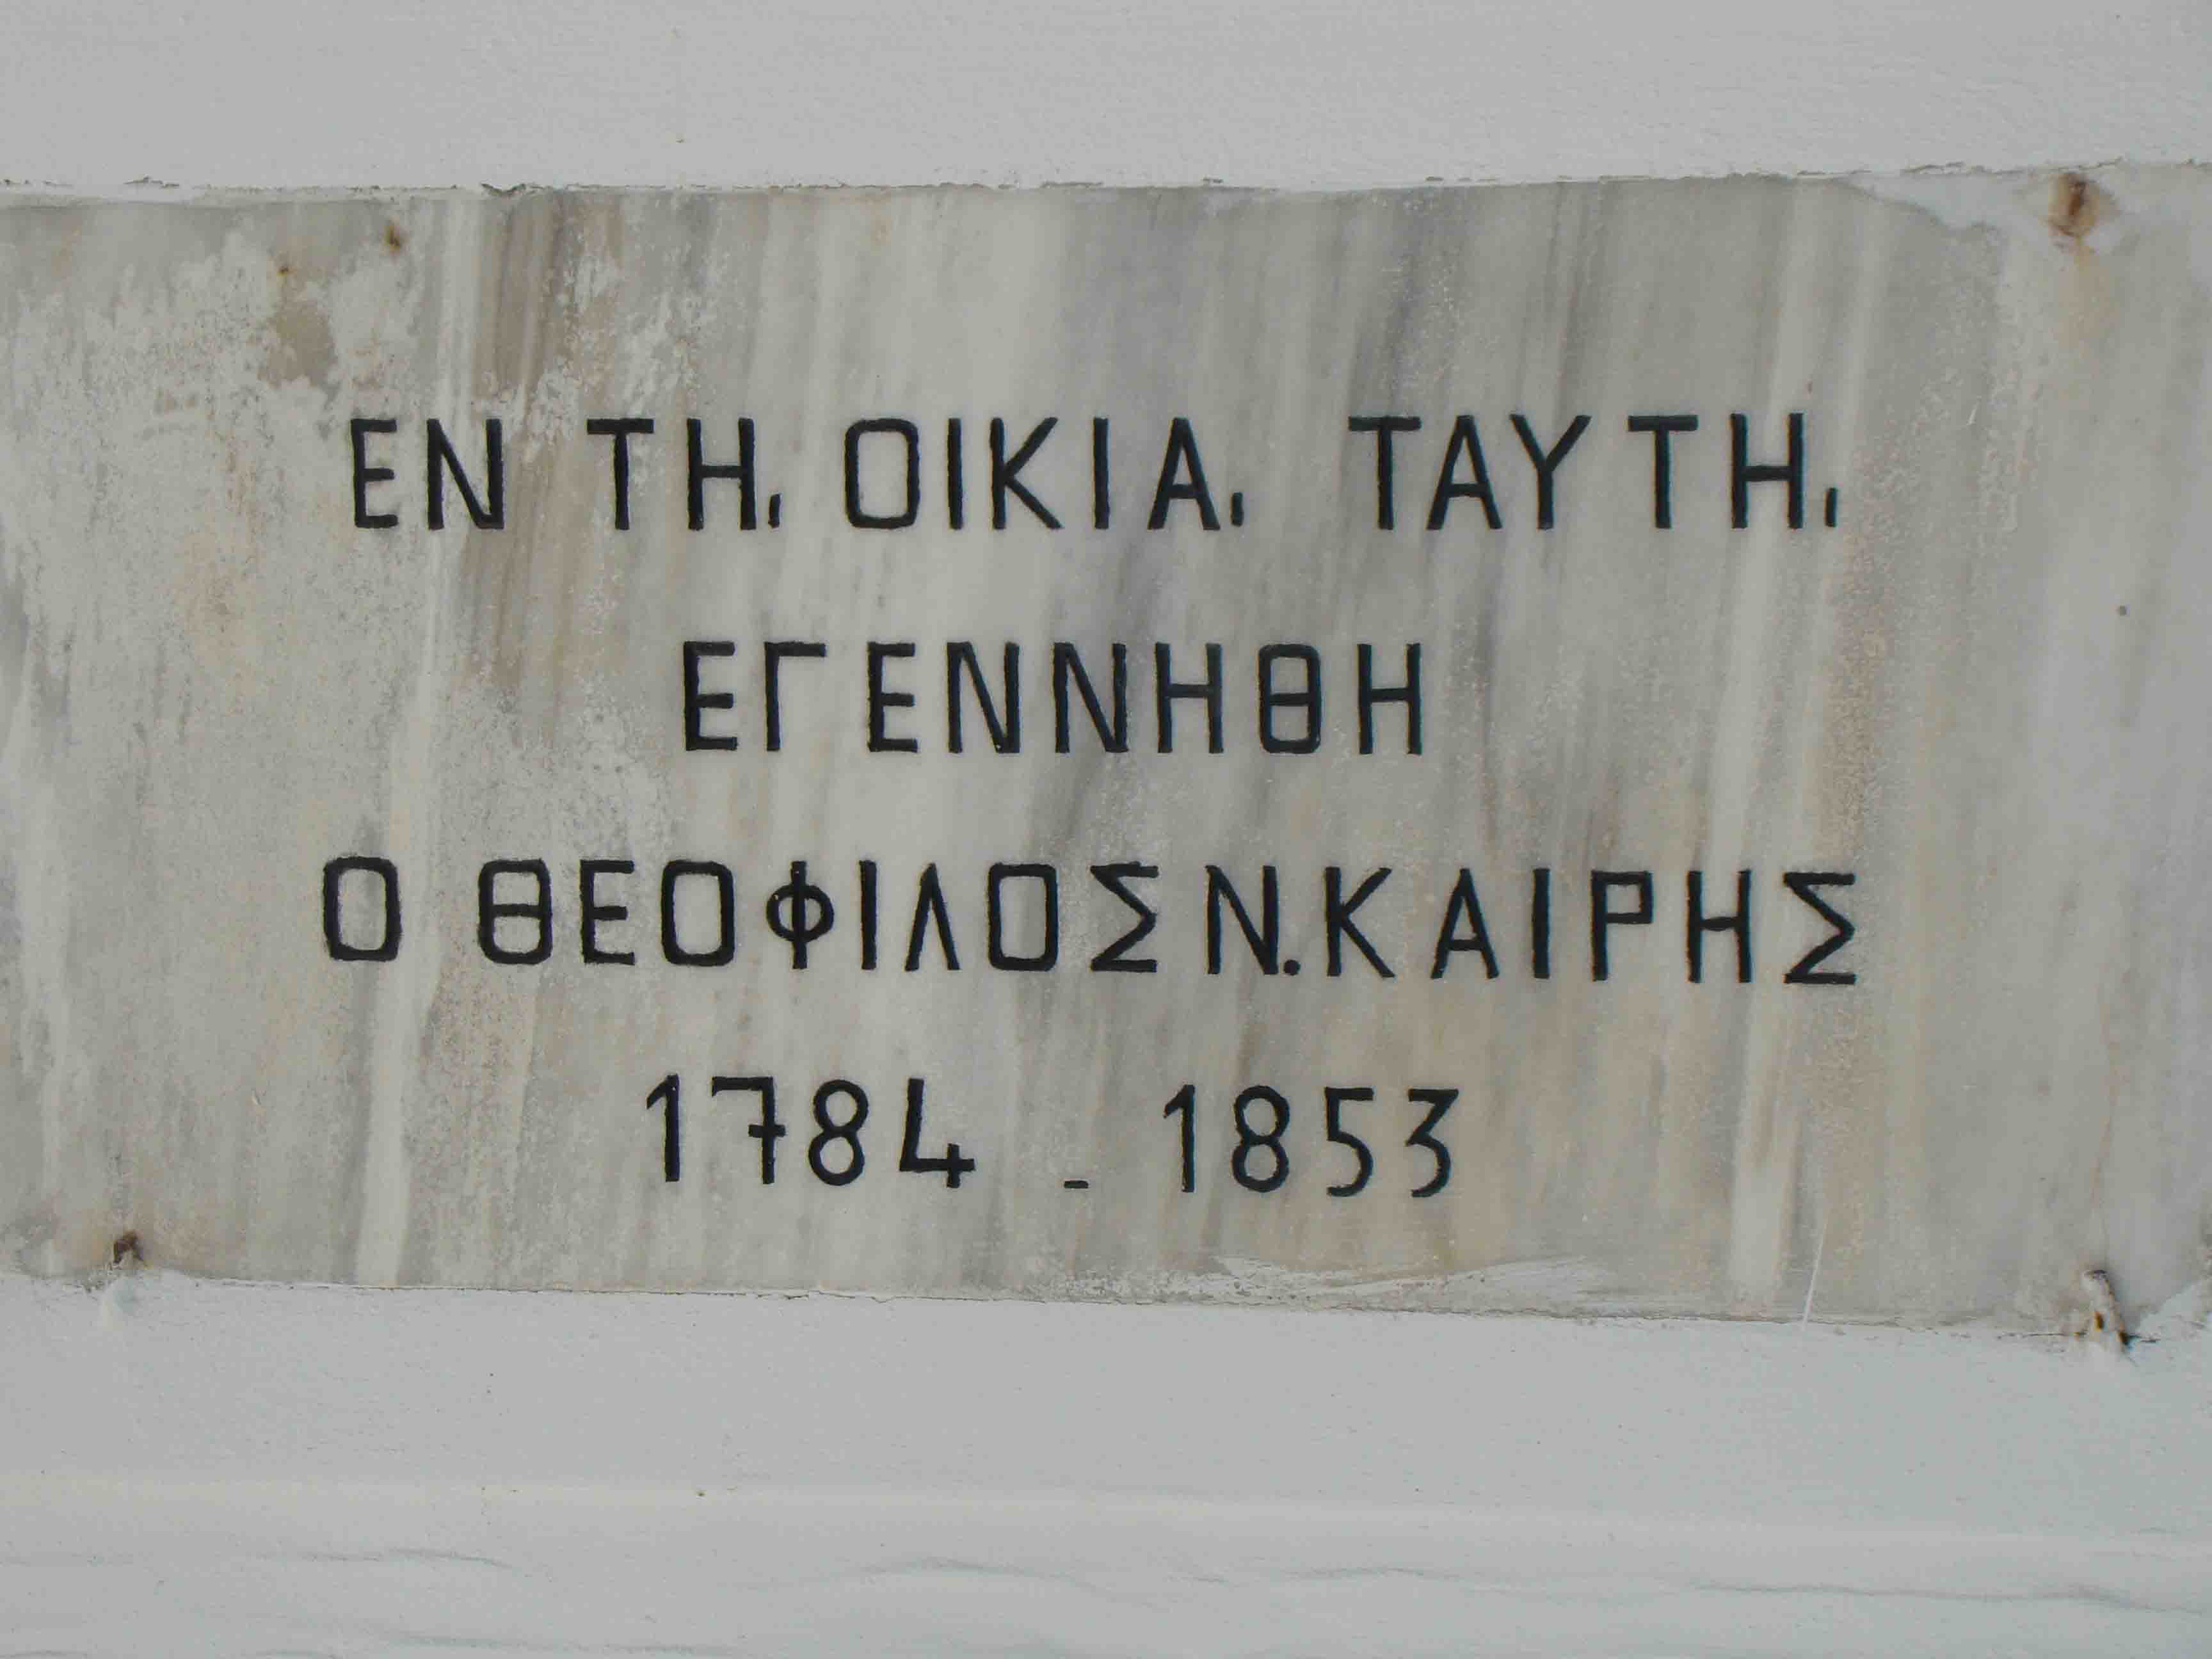 ΕΝ ΤΗͺ ΟΙΚΙΑͺ ΤΑΥΤΗͺ
ΕΓΕΝΝΗΘΗ
Ο ΘΕΟΦΙΛΟΣ Ν. ΚΑΙΡΗΣ
1784 - 1853